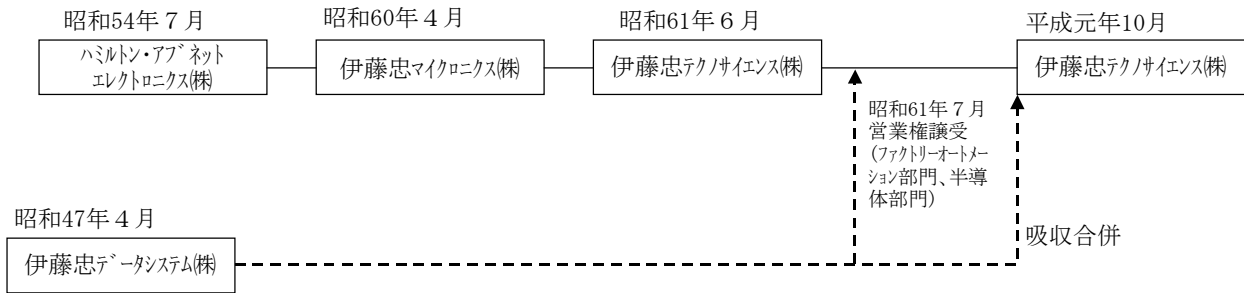 昭和54年７月
ﾊﾐﾙﾄﾝ・ｱﾌﾞﾈｯﾄ
ｴﾚｸﾄﾛﾆｸｽ㈱
昭和60年４月
伊藤忠ﾏｲｸﾛﾆｸｽ㈱
昭和61年６月
伊藤忠ﾃｸﾉｻｲｴﾝｽ㈱
平成元年10月
伊藤忠ﾃｸﾉｻｲｴﾝｽ㈱
昭和61年７月
営業権譲受
（ﾌｧｸﾄﾘｰｵｰﾄﾒｰ
ｼｮﾝ部門、半導
体部門）
吸収合併
昭和47年４月
伊藤忠ﾃﾞｰﾀｼｽﾃﾑ㈱